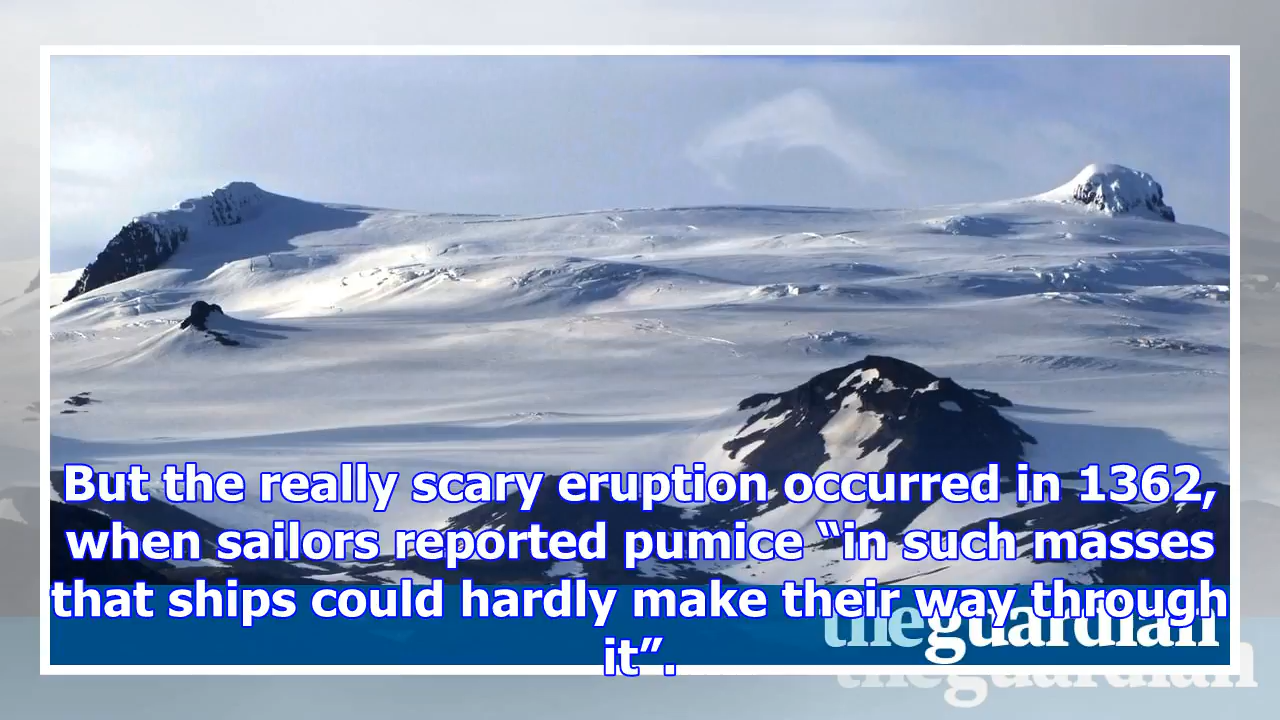 But the really scary eruption occurred in 1362,
when sailors reported pumice “in such masses
that ships could hardly make their way through
it”.
theguardian
theguardian